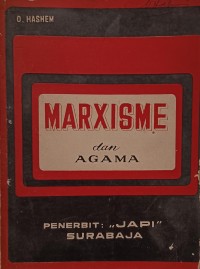 O. HASHEM
MARXISME
dan
AGAMA
PENERBIT: „JAPI"
SURABAJA